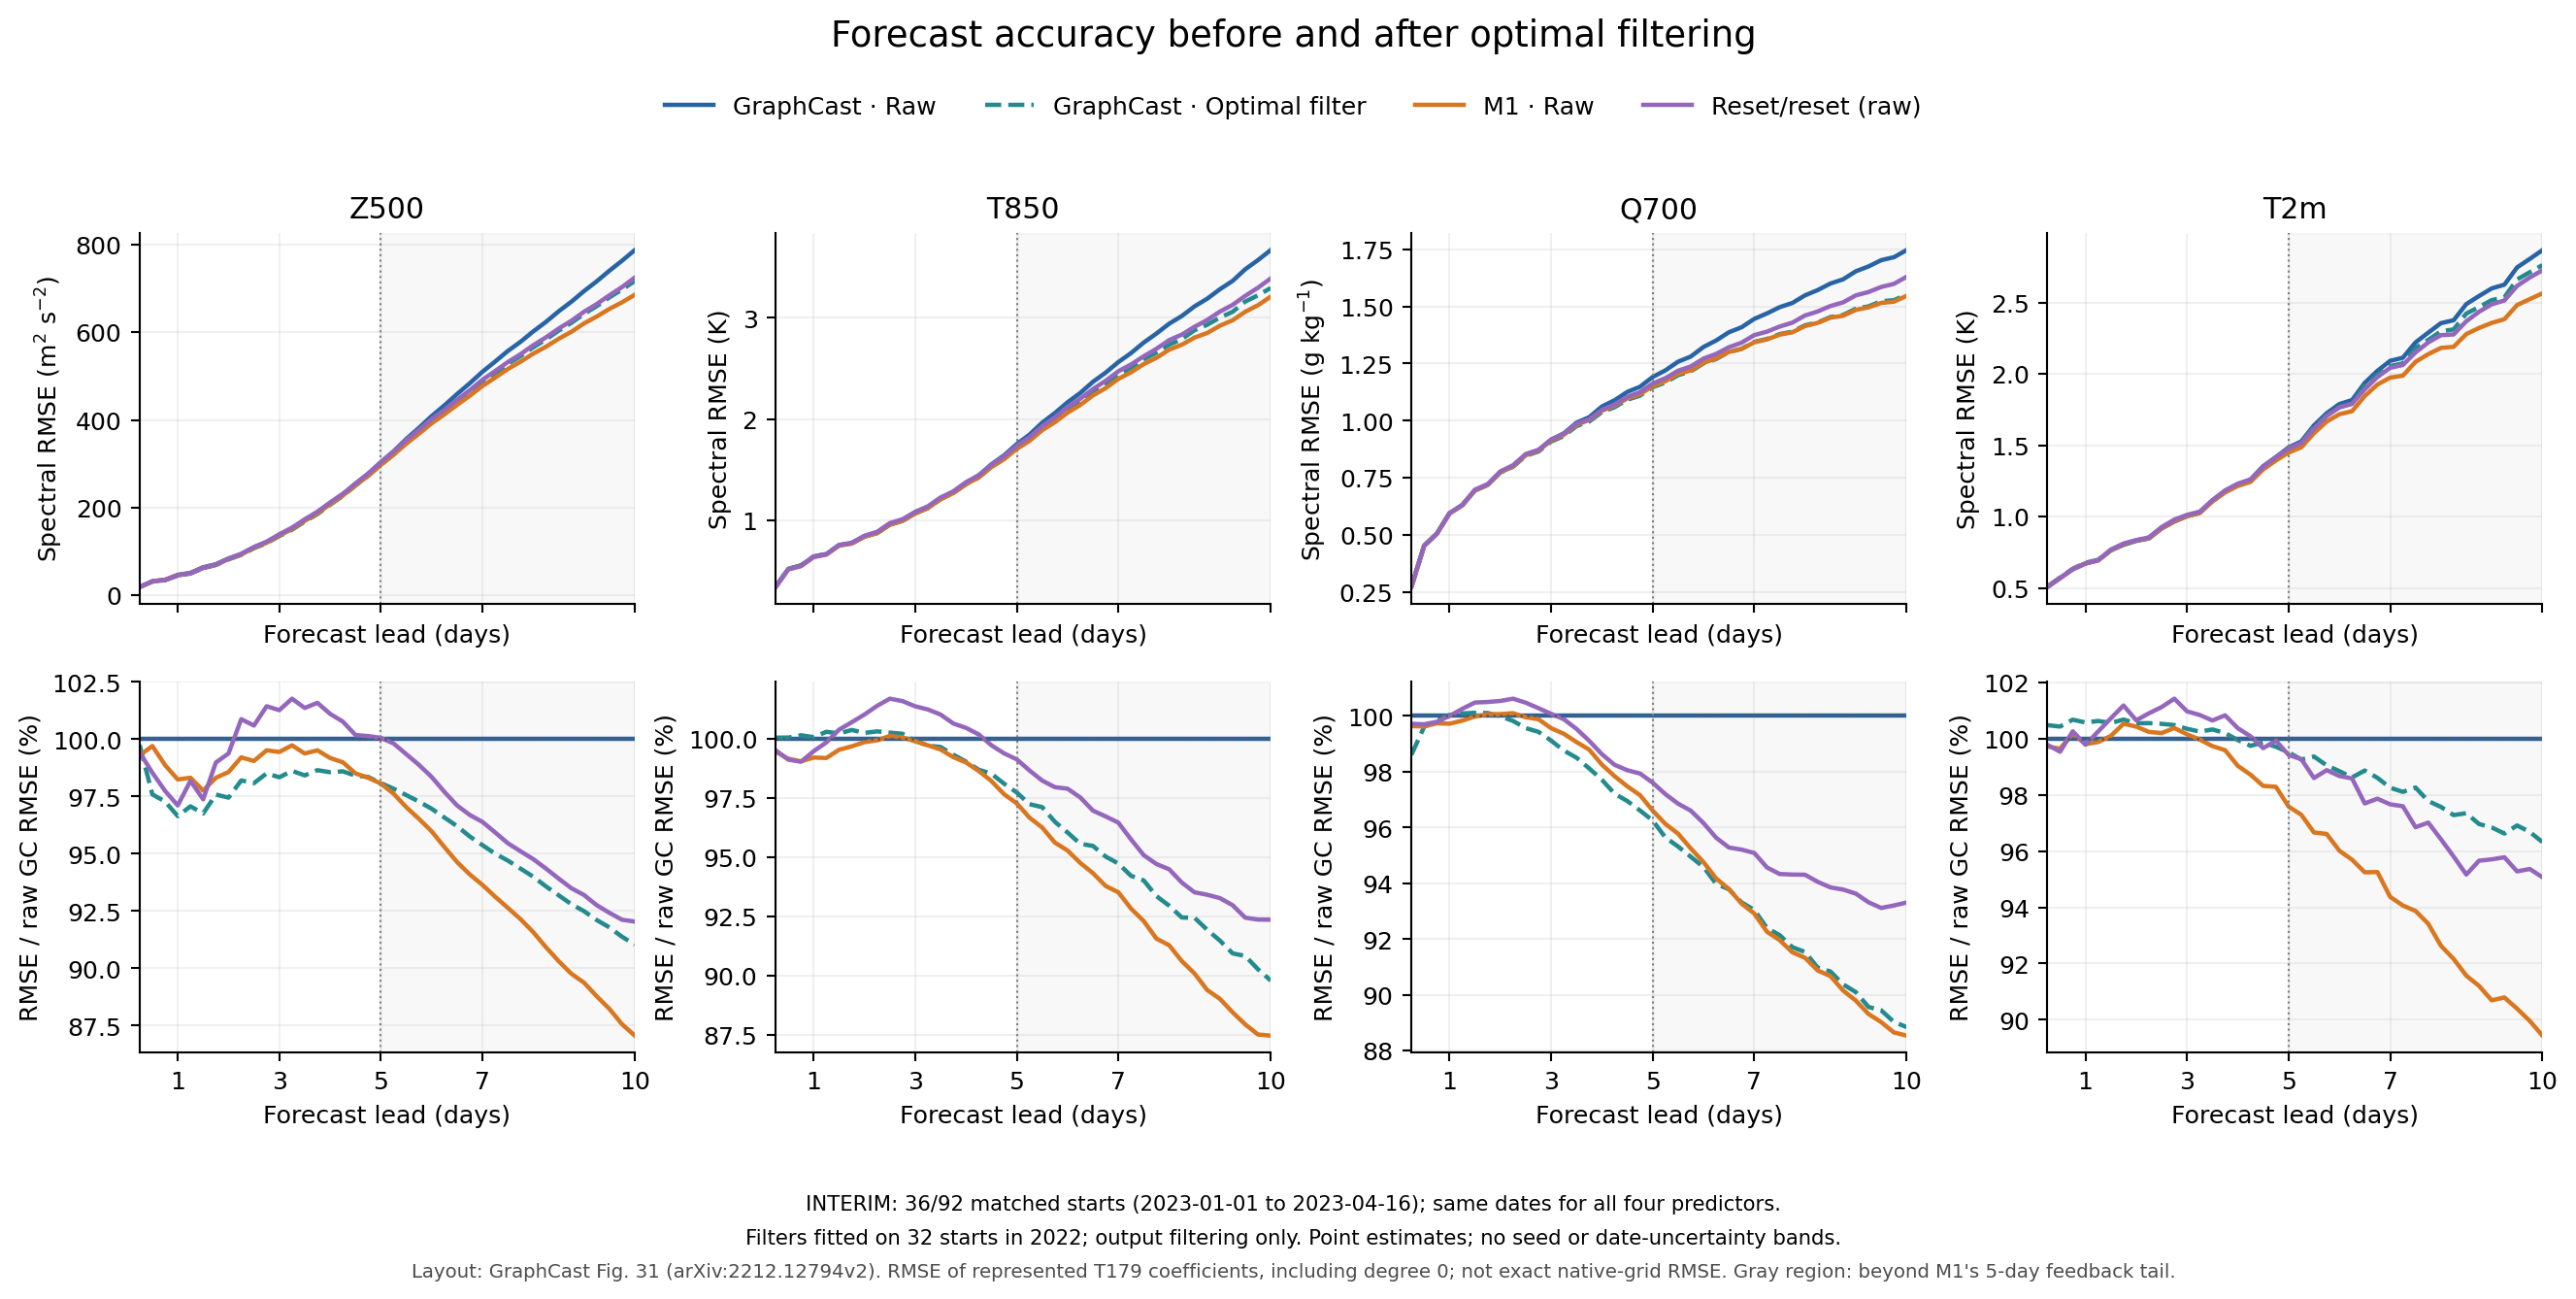 Forecast accuracy before and after optimal filtering
GraphCast · Raw
GraphCast · Optimal filter
M1 · Raw
Reset/reset (raw)
Z500
Spectral RMSE (m² s⁻²)
800
600
400
200
0
Forecast lead (days)
T850
Spectral RMSE (K)
3
2
1
Forecast lead (days)
Q700
Spectral RMSE (g kg⁻¹)
1.75
1.50
1.25
1.00
0.75
0.50
0.25
Forecast lead (days)
T2m
Spectral RMSE (K)
2.5
2.0
1.5
1.0
0.5
Forecast lead (days)
RMSE / raw GC RMSE (%)
102.5
100.0
97.5
95.0
92.5
90.0
87.5
1 3 5 7 10
Forecast lead (days)
RMSE / raw GC RMSE (%)
100.0
97.5
95.0
92.5
90.0
87.5
1 3 5 7 10
Forecast lead (days)
RMSE / raw GC RMSE (%)
100
98
96
94
92
90
88
1 3 5 7 10
Forecast lead (days)
RMSE / raw GC RMSE (%)
102
100
98
96
94
92
90
1 3 5 7 10
Forecast lead (days)
INTERIM: 36/92 matched starts (2023-01-01 to 2023-04-16); same dates for all four predictors.
Filters fitted on 32 starts in 2022; output filtering only. Point estimates; no seed or date-uncertainty bands.
Layout: GraphCast Fig. 31 (arXiv:2212.12794v2). RMSE of represented T179 coefficients, including degree 0; not exact native-grid RMSE. Gray region: beyond M1's 5-day feedback tail.